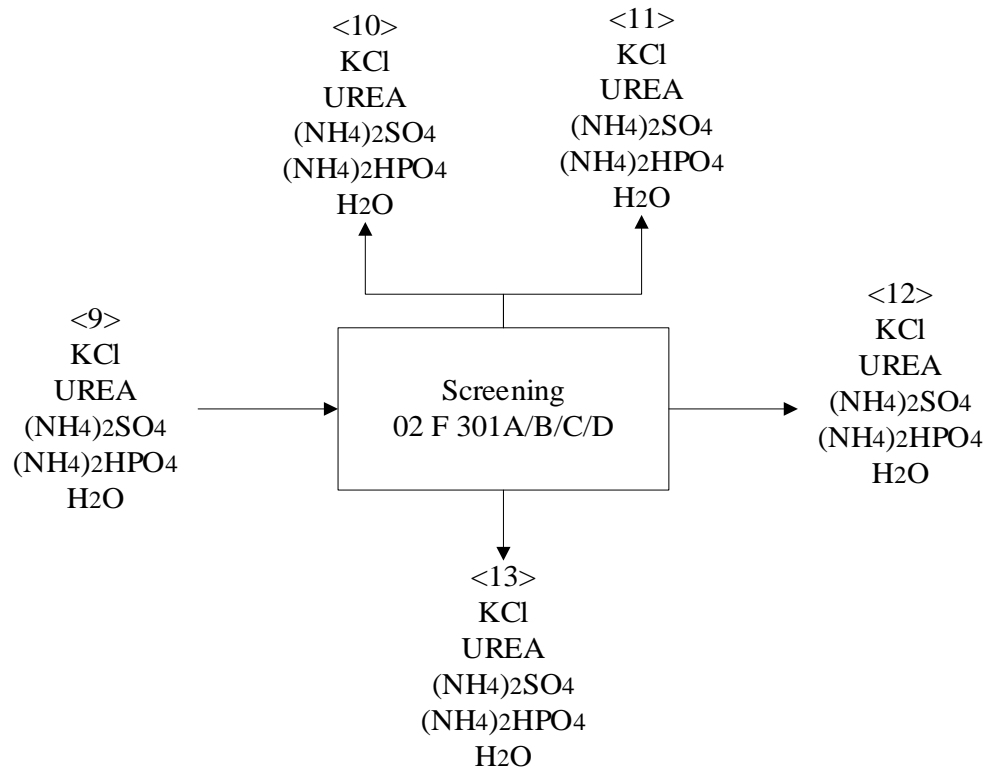 <10>
KCl
UREA
(NH4)2SO4
(NH4)2HPO4
H2O
<11>
KCl
UREA
(NH4)2SO4
(NH4)2HPO4
H2O
<9>
KCl
UREA
(NH4)2SO4
(NH4)2HPO4
H2O
Screening
02 F 301A/B/C/D
<12>
KCl
UREA
(NH4)2SO4
(NH4)2HPO4
H2O
<13>
KCl
UREA
(NH4)2SO4
(NH4)2HPO4
H2O